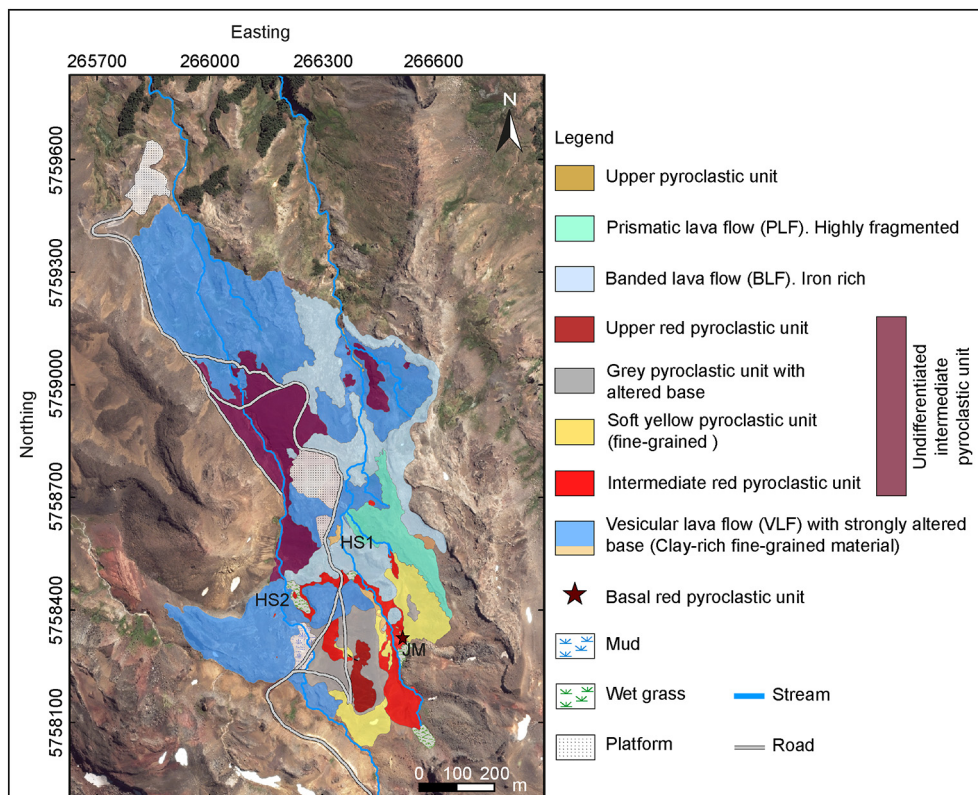 Easting
265700
266000
266300
266600
Northing
5759600
5759300
5759000
5758700
5758400
5758100
N
HS1
HS2
JM
0 100 200
m
Legend
Upper pyroclastic unit
Prismatic lava flow (PLF). Highly fragmented
Banded lava flow (BLF). Iron rich
Upper red pyroclastic unit
Grey pyroclastic unit with
altered base
Soft yellow pyroclastic unit
(fine-grained )
Intermediate red pyroclastic unit
Undifferentiated
intermediate
pyroclastic unit
Vesicular lava flow (VLF) with strongly altered
base (Clay-rich fine-grained material)
Basal red pyroclastic unit
Mud
Wet grass
Stream
Platform
Road